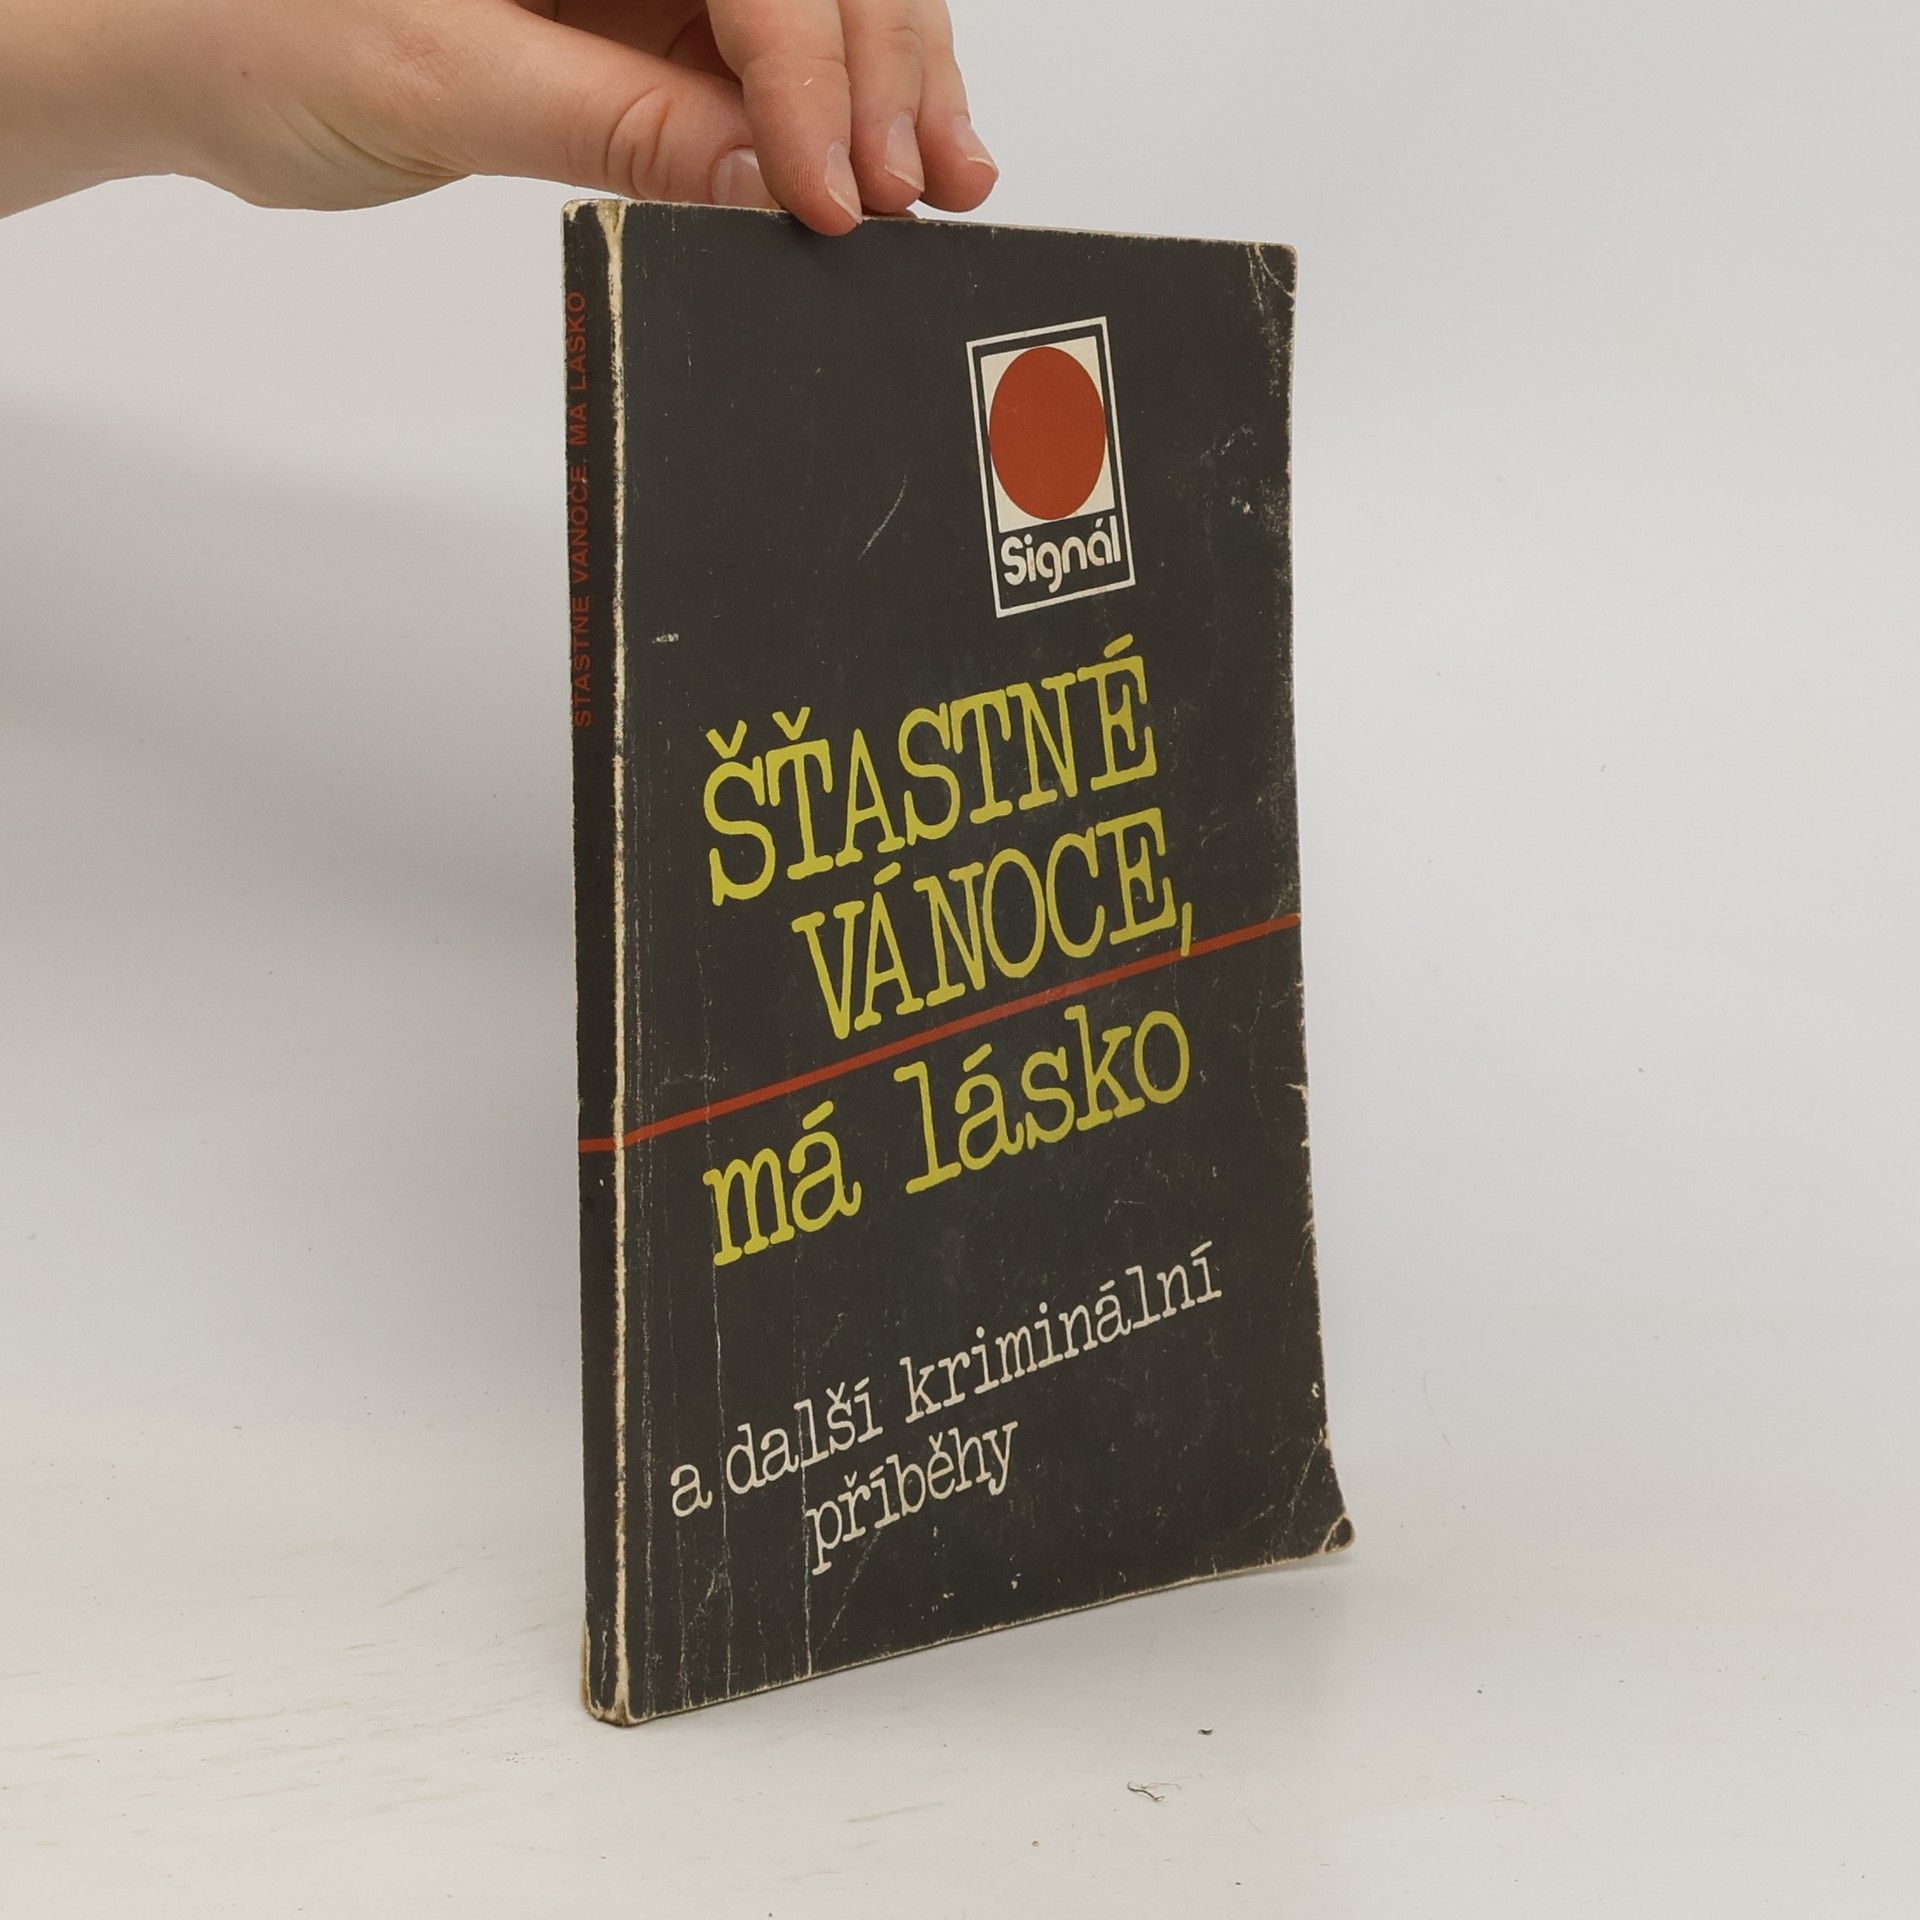 ŠŤASTNÉ VÁNOCE, MÁ LÁSKO
Signál
ŠŤASTNÉ
VÁNOCE,
má lásko
a další kriminální
příběhy